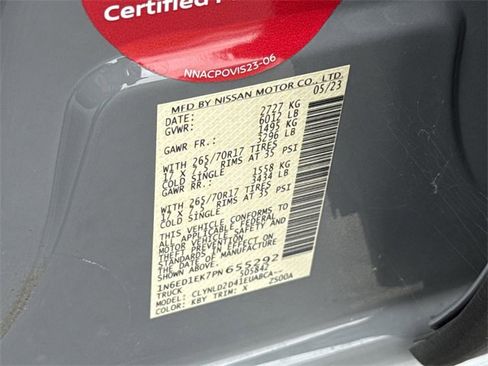 Certified
NNACPOVIS23-06
MFD BY NISSAN MOTOR CO., LTD.
DATE: 05/23
GVWR: 2727 KG
6012 LB
GAWR FR.: 1495 KG
3296 LB
WITH 265/70R17 TIRES
17 X 7.5 RIMS AT 35 PSI
COLD SINGLE
GAWR RR.: 1558 KG
3434 LB
WITH 265/70R17 TIRES
17 X 7.5 RIMS AT 35 PSI
COLD SINGLE
THIS VEHICLE CONFORMS TO
ALL APPLICABLE U.S. FEDERAL
MOTOR VEHICLE SAFETY AND
THEFT PREVENTION STANDARDS
IN EFFECT ON THE
DATE OF MANUFACTURE
SHOWN ABOVE.
1N6ED1EK7PN 655292
TRUCK 505842
MODEL: CLYNLD2D41EUABCA-
COLOR: KBY TRIM: X Z500A